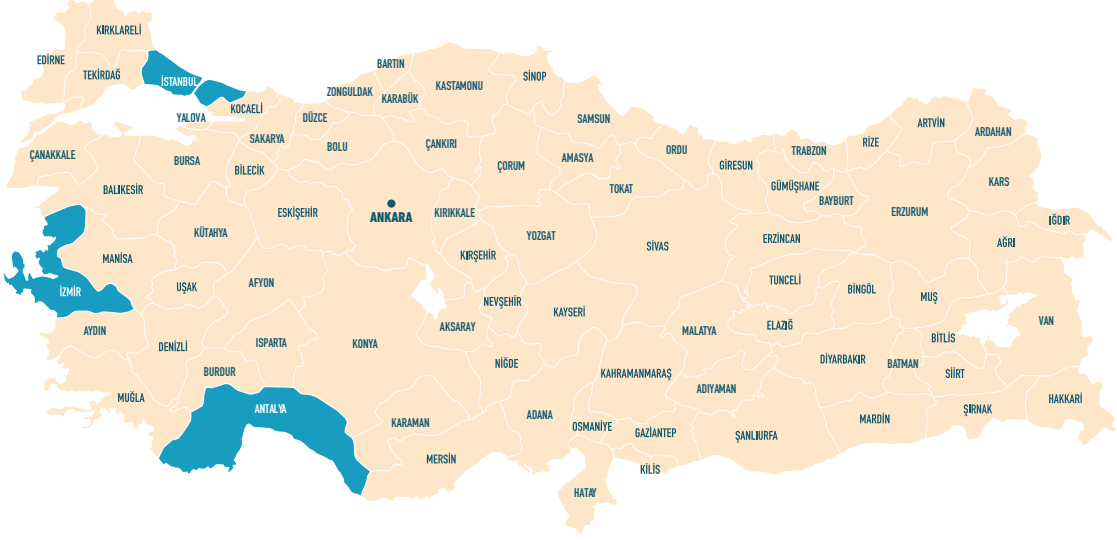 KIRKLARELİ
EDİRNE
TEKİRDAĞ
İSTANBUL
KOCAELİ
YALOVA
SAKARYA
DÜZCE
ZONGULDAK
BARTIN
KARABÜK
KASTAMONU
SİNOP
SAMSUN
ORDU
GİRESUN
TRABZON
RİZE
ARTVİN
ARDAHAN
KARS
IĞDIR
AĞRI
ERZURUM
BAYBURT
GÜMÜŞHANE
ERZİNCAN
TOKAT
AMASYA
ÇORUM
ÇANKIRI
BOLU
BİLECİK
BURSA
ÇANAKKALE
BALIKESİR
KÜTAHYA
ESKİŞEHİR
ANKARA
KIRIKKALE
KIRŞEHİR
YOZGAT
SİVAS
TUNCELİ
BİNGÖL
MUŞ
BİTLİS
VAN
HAKKARİ
ŞIRNAK
SİİRT
BATMAN
DİYARBAKIR
ELAZIĞ
MALATYA
KAYSERİ
NEVŞEHİR
AKSARAY
KONYA
AFYON
UŞAK
MANİSA
İZMİR
AYDIN
DENİZLİ
ISPARTA
BURDUR
MUĞLA
ANTALYA
KARAMAN
MERSİN
NİĞDE
ADANA
OSMANİYE
KAHRAMANMARAŞ
ADIYAMAN
GAZİANTEP
ŞANLIURFA
MARDİN
KİLİS
HATAY